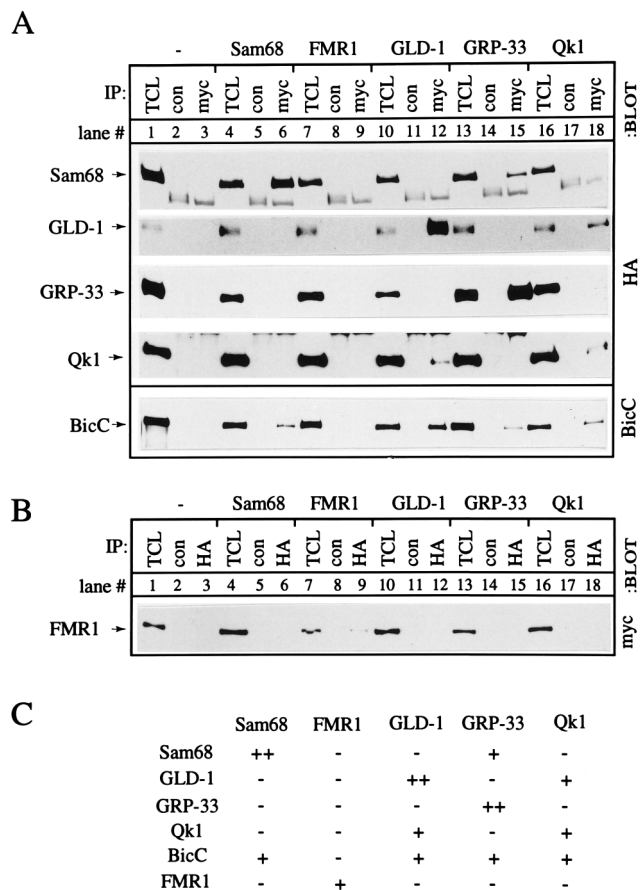 A
- Sam68 FMR1 GLD-1 GRP-33 Qk1
IP: TCL con myc TCL con myc TCL con myc TCL con myc TCL con myc TCL con myc :BLOT
lane # 1 2 3 4 5 6 7 8 9 10 11 12 13 14 15 16 17 18
Sam68
GLD-1
GRP-33
Qk1
HA
BicC
BicC
B
- Sam68 FMR1 GLD-1 GRP-33 Qk1
IP: TCL con HA TCL con HA TCL con HA TCL con HA TCL con HA TCL con HA :BLOT
lane # 1 2 3 4 5 6 7 8 9 10 11 12 13 14 15 16 17 18
FMR1 myc
C
Sam68 FMR1 GLD-1 GRP-33 Qk1
Sam68 ++ - - + -
GLD-1 - - ++ - +
GRP-33 - - - ++ -
Qk1 - - + - +
BicC + - + + +
FMR1 - + - - -